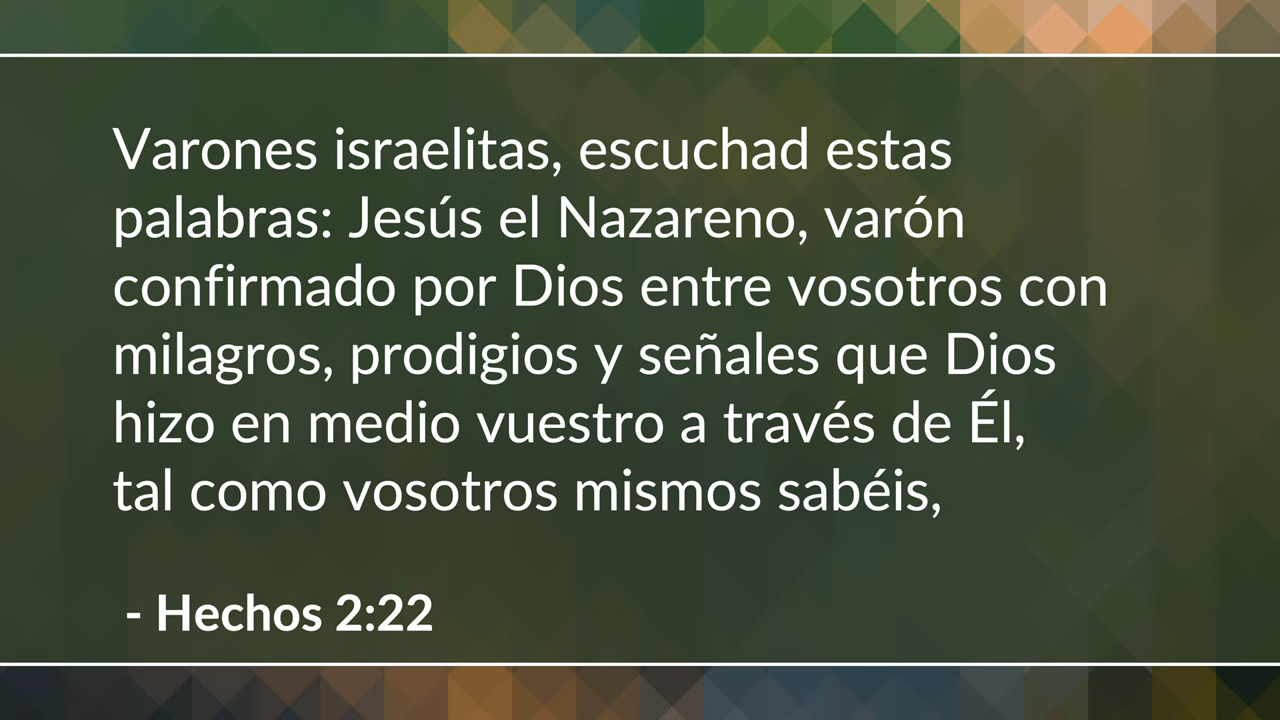 Varones israelitas, escuchad estas
palabras: Jesús el Nazareno, varón
confirmado por Dios entre vosotros con
milagros, prodigios y señales que Dios
hizo en medio vuestro a través de Él,
tal como vosotros mismos sabéis,
- Hechos 2:22